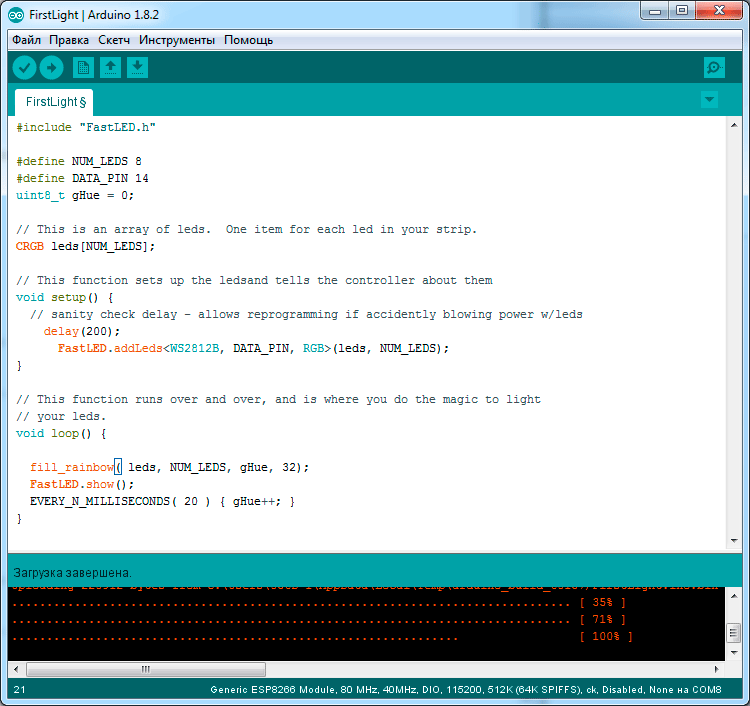 FirstLight | Arduino 1.8.2
Файл Правка Скетч Инструменты Помощь
FirstLight §
#include "FastLED.h"
#define NUM_LEDS 8
#define DATA_PIN 14
uint8_t gHue = 0;
// This is an array of leds.  One item for each led in your strip.
CRGB leds[NUM_LEDS];
// This function sets up the ledsand tells the controller about them
void setup() {
  // sanity check delay - allows reprogramming if accidently blowing power w/leds
    delay(200);
      FastLED.addLeds<WS2812B, DATA_PIN, RGB>(leds, NUM_LEDS);
}
// This function runs over and over, and is where you do the magic to light
// your leds.
void loop() {
  fill_rainbow( leds, NUM_LEDS, gHue, 32);
  FastLED.show();
  EVERY_N_MILLISECONDS( 20 ) { gHue++; }
}
Загрузка завершена.
................................................................................ [ 35% ]
................................................................................ [ 71% ]
................................................................ [ 100% ]
21 Generic ESP8266 Module, 80 MHz, 40MHz, DIO, 115200, 512K (64K SPIFFS), ck, Disabled, None на COM8